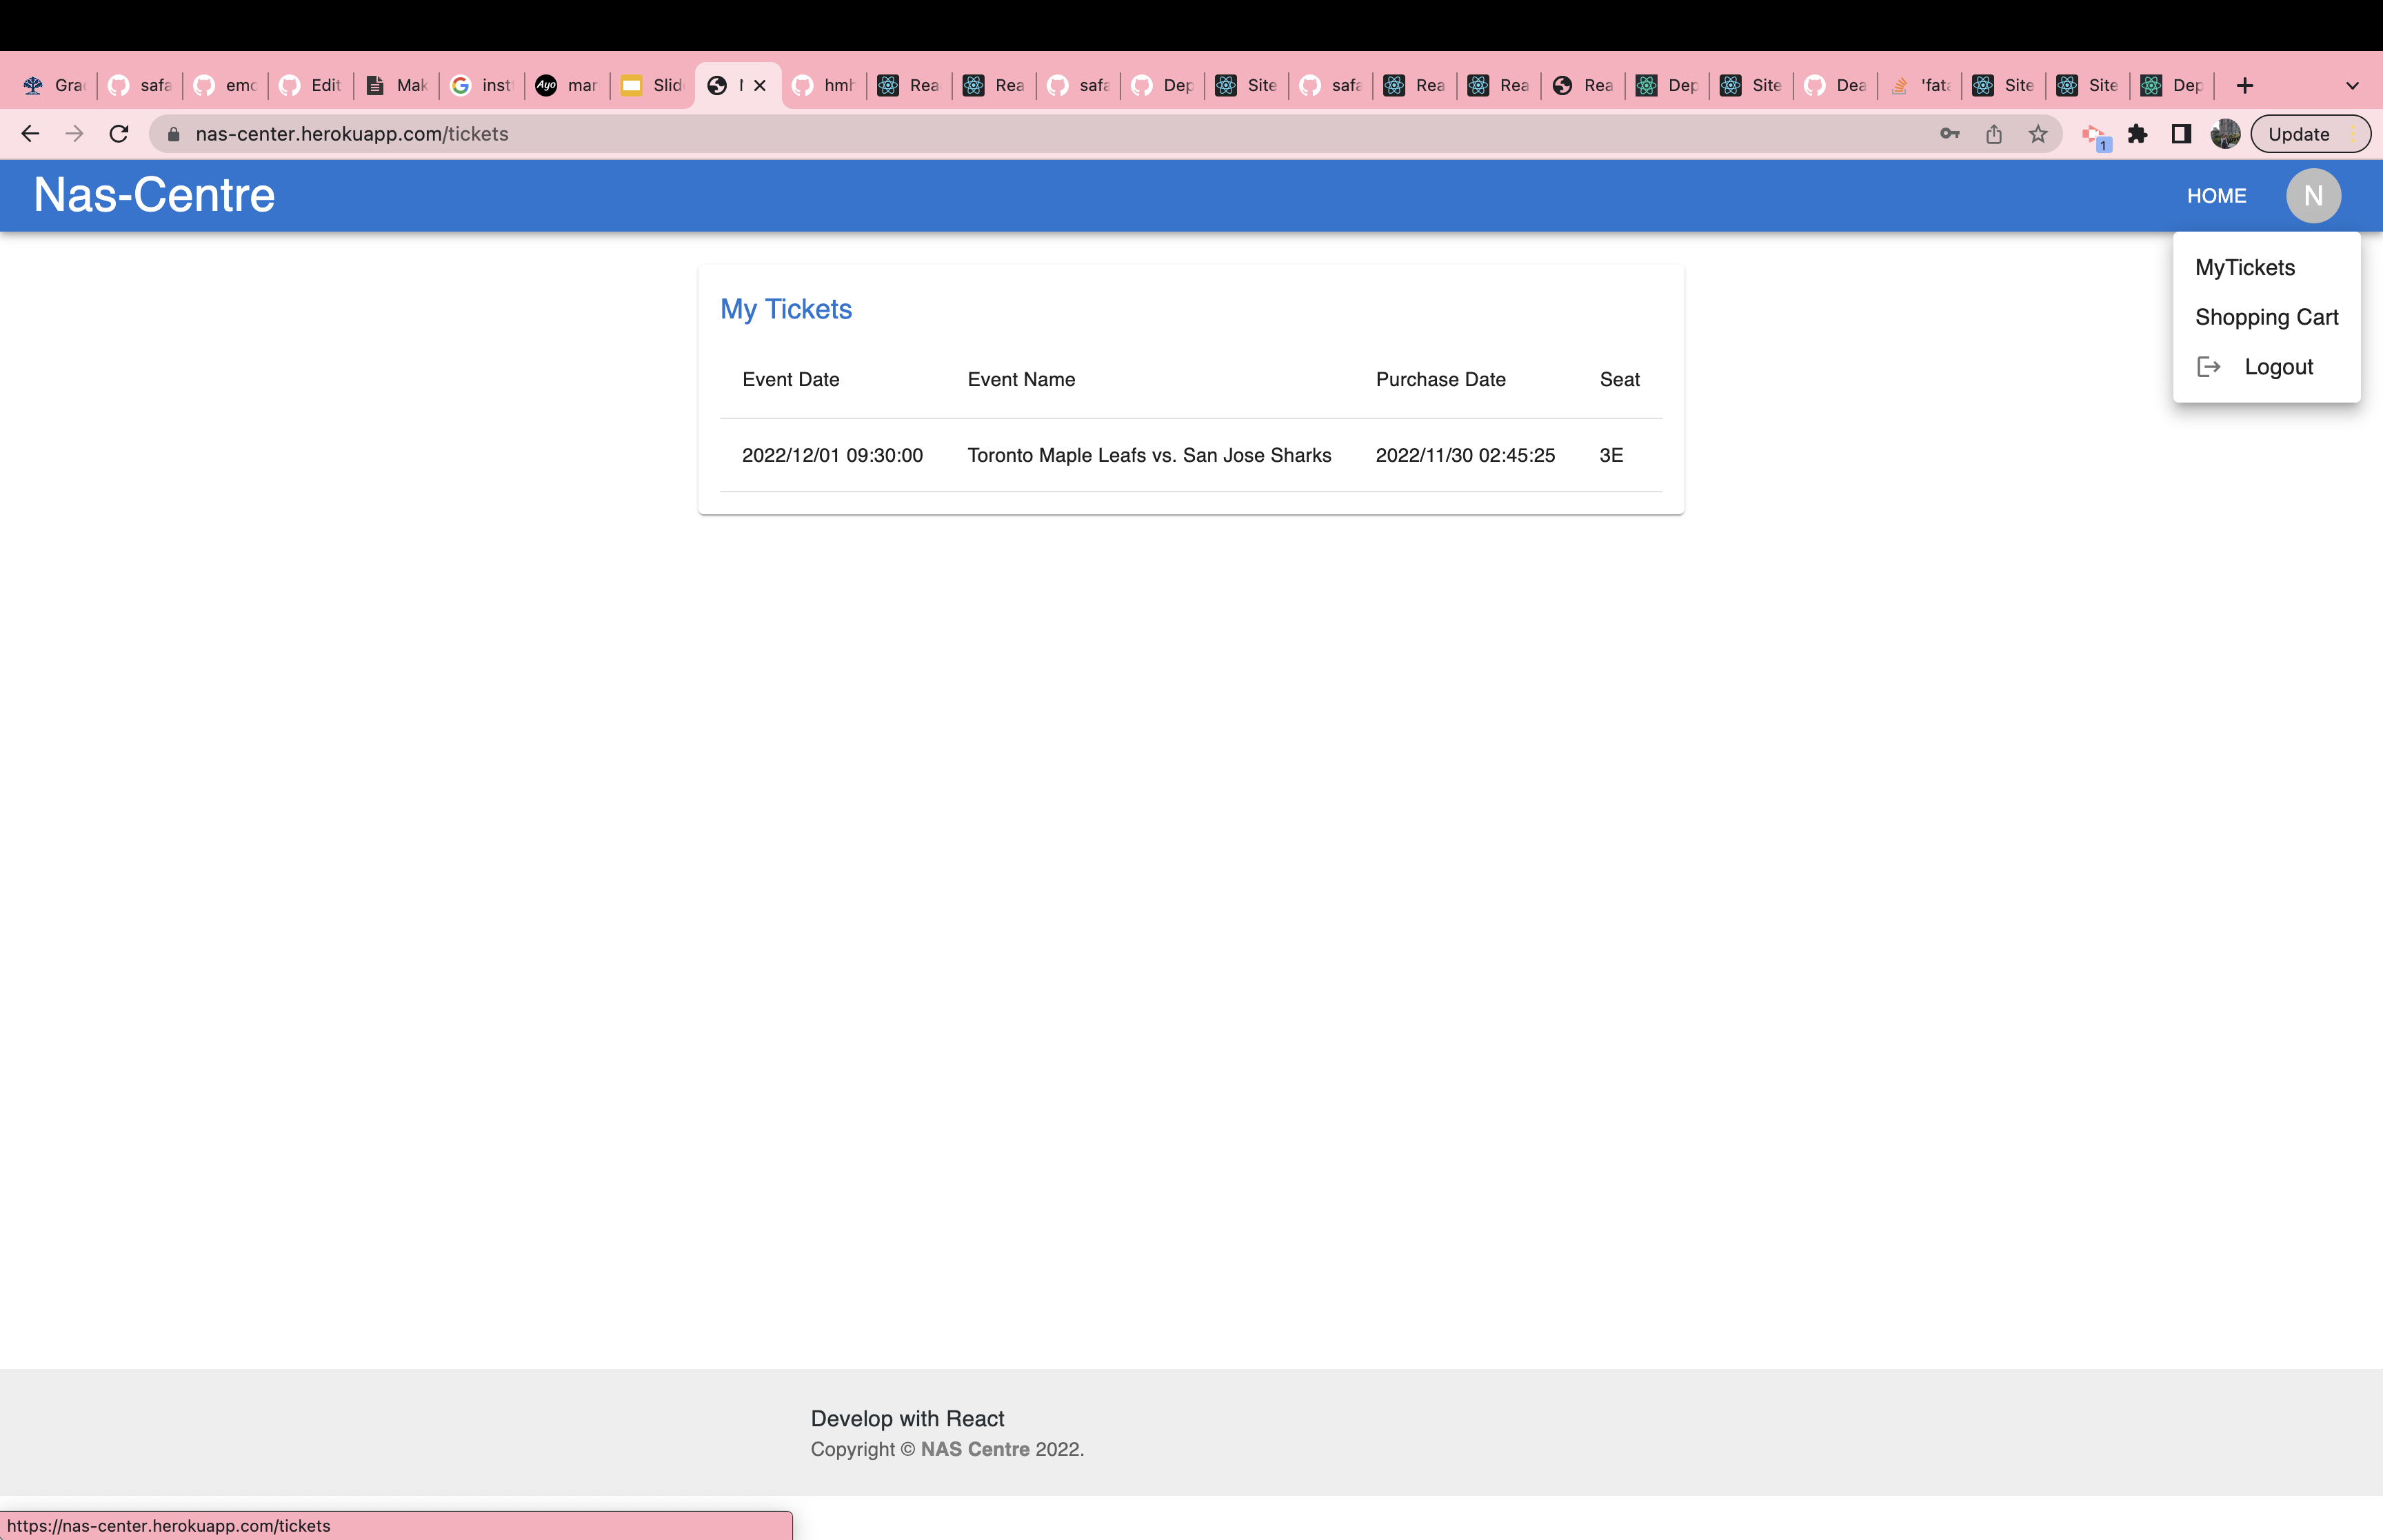 Gra safa emo Edit Mak inst Ayo mar Slid hmh Rea Rea safa Dep Site safa Rea Rea Rea Dep Site Dea 'fata Site Site Dep
nas-center.herokuapp.com/tickets 1 Update
Nas-Centre HOME N
MyTickets
Shopping Cart
Logout
My Tickets
Event Date Event Name Purchase Date Seat
2022/12/01 09:30:00 Toronto Maple Leafs vs. San Jose Sharks 2022/11/30 02:45:25 3E
Develop with React
Copyright © NAS Centre 2022.
https://nas-center.herokuapp.com/tickets